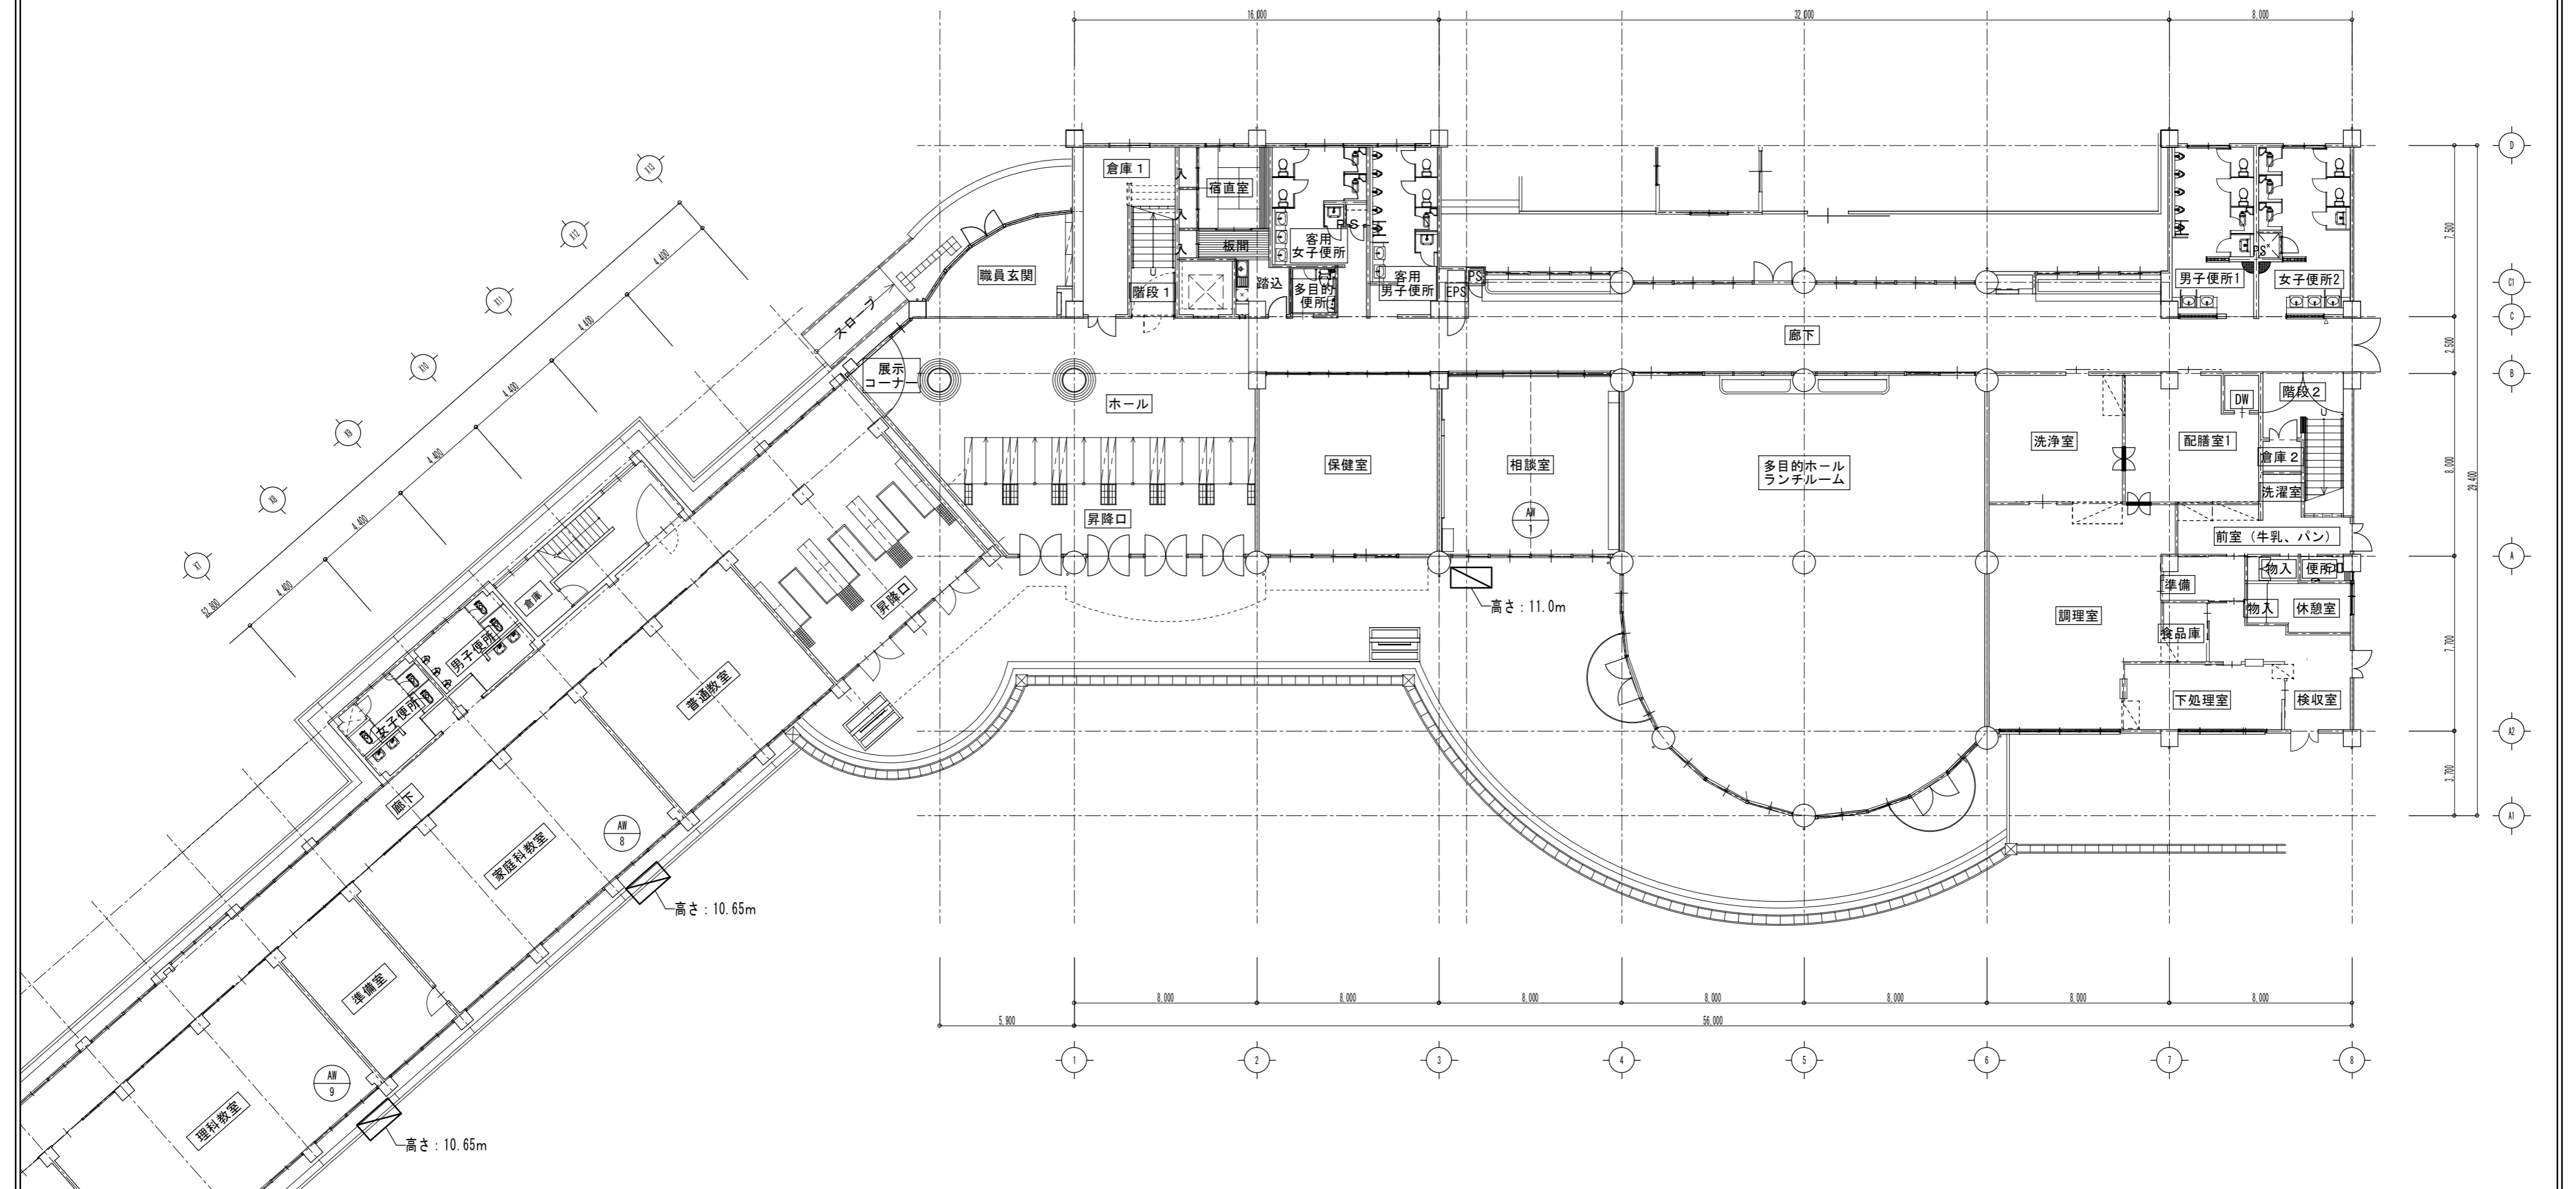 16,000
32,000
8,000
D
C1
C
B
A
A2
A1
7,500
2,500
8,000
7,700
3,700
29,400
X13
X12
X11
X10
X9
X8
X7
4,400
4,400
4,400
4,400
4,400
4,400
52,800
倉庫1
入
入
入
宿直室
板間
階段1
踏込
職員玄関
スロープ
展示
コーナー
ホール
昇降口
客用
女子便所
PS
多目的
便所
客用
男子便所
EPS
PS
廊下
男子便所1
PS
女子便所2
保健室
相談室
AW
1
多目的ホール
ランチルーム
洗浄室
配膳室1
DW
階段2
倉庫2
洗濯室
前室(牛乳、パン)
物入
便所
準備
物入
休憩室
調理室
食品庫
下処理室
検収室
高さ:11.0m
倉庫
男子便所
女子便所
昇降口
普通教室
廊下
家庭科教室
AW
8
高さ:10.65m
準備室
理科教室
AW
9
高さ:10.65m
8,000
8,000
8,000
8,000
8,000
8,000
8,000
5,900
56,000
1
2
3
4
5
6
7
8